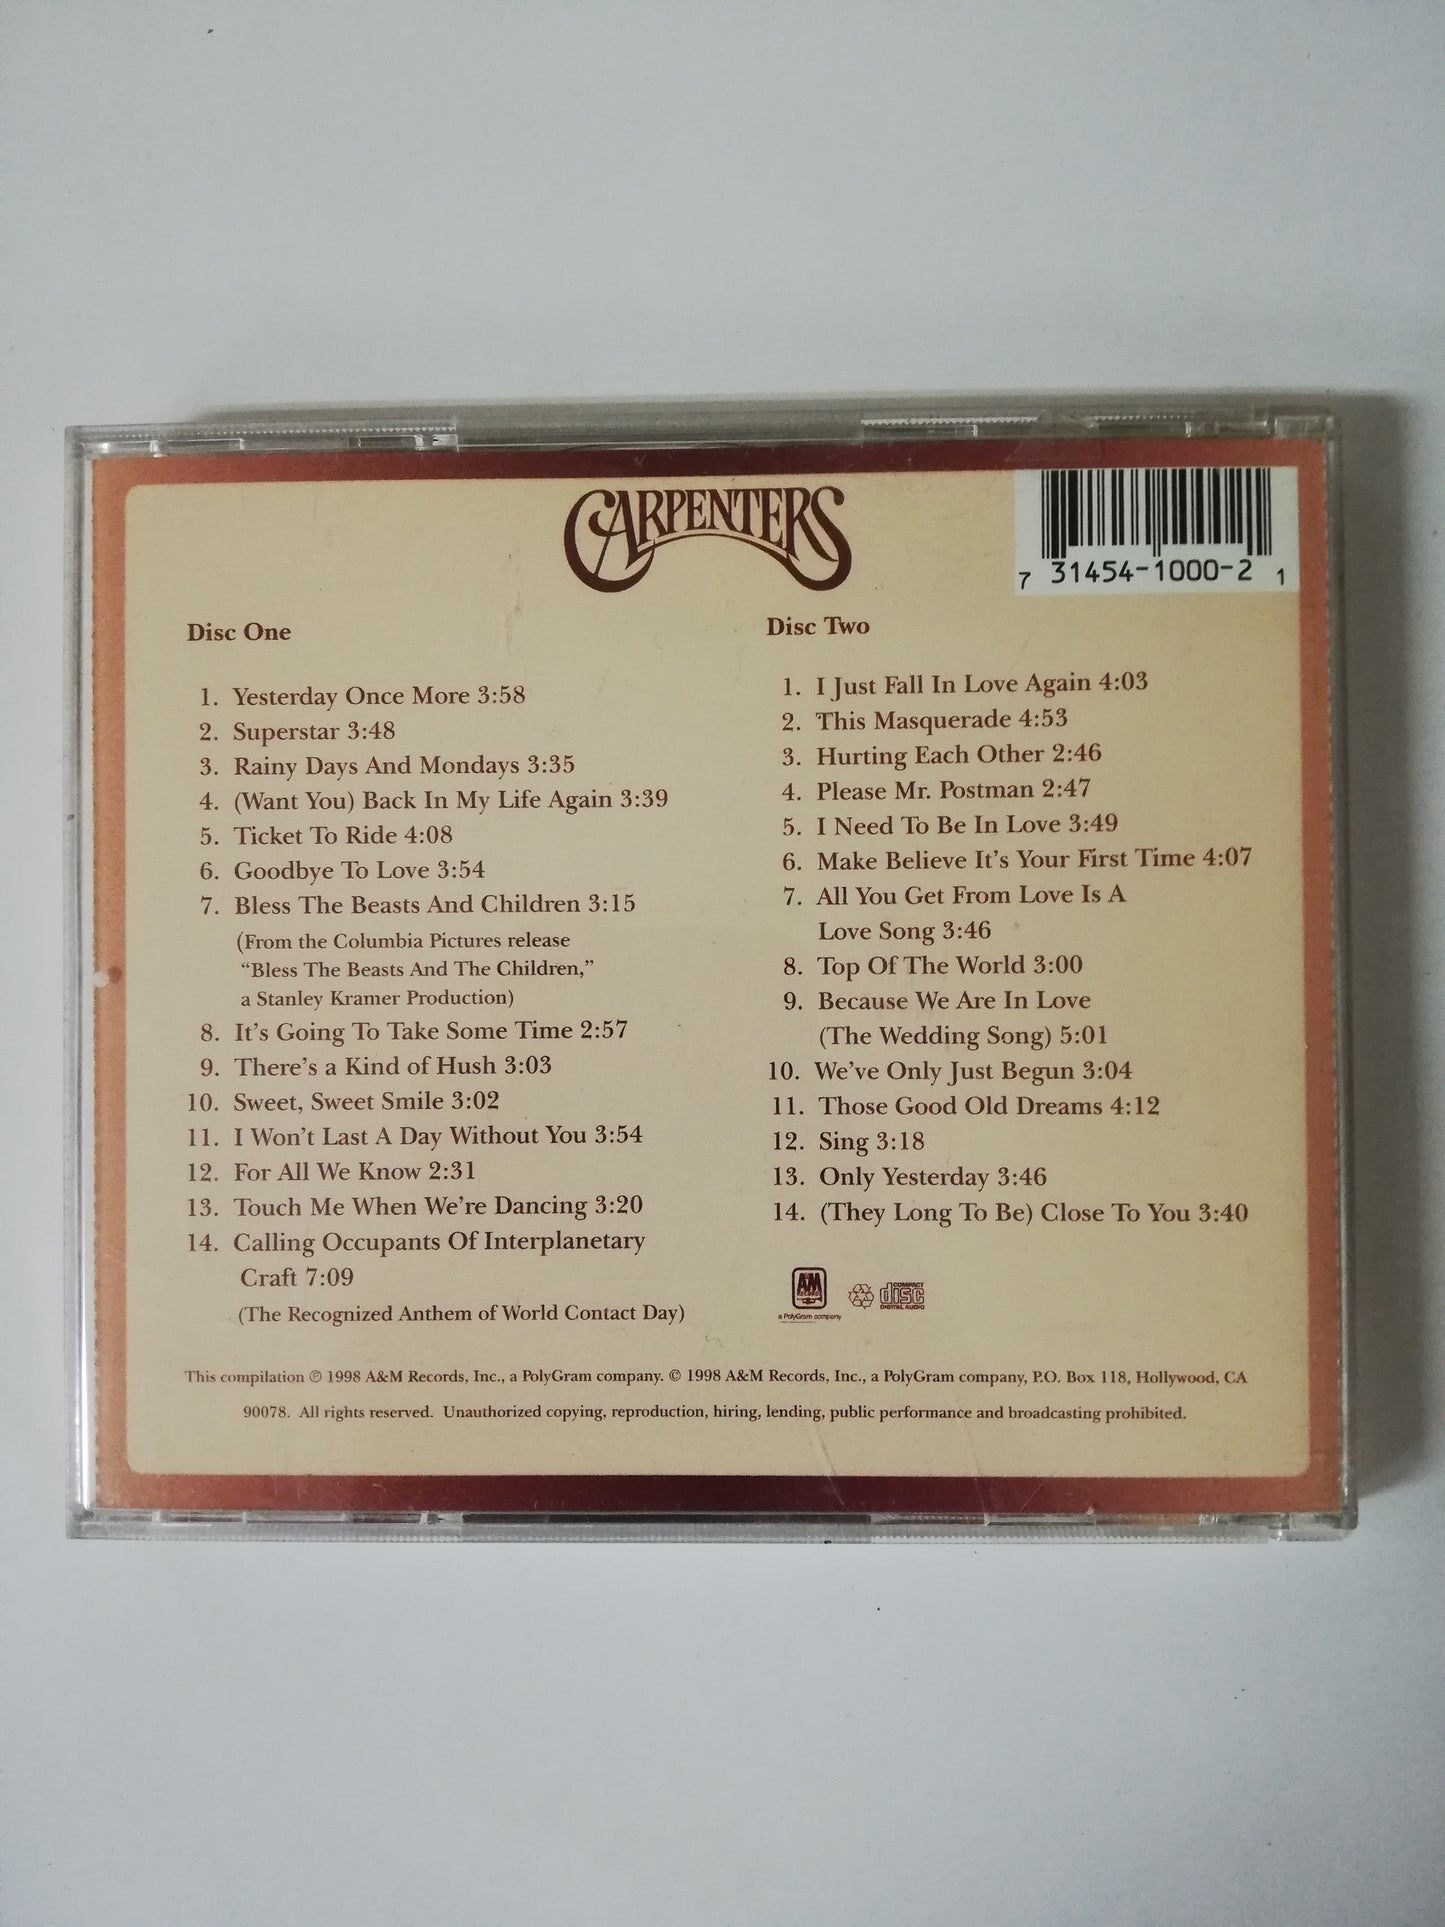 CARPENTERS
7 31454-1000-2 1
Disc One
1. Yesterday Once More 3:58
2. Superstar 3:48
3. Rainy Days And Mondays 3:35
4. (Want You) Back In My Life Again 3:39
5. Ticket To Ride 4:08
6. Goodbye To Love 3:54
7. Bless The Beasts And Children 3:15
(From the Columbia Pictures release
“Bless The Beasts And The Children,”
a Stanley Kramer Production)
8. It’s Going To Take Some Time 2:57
9. There’s a Kind of Hush 3:03
10. Sweet, Sweet Smile 3:02
11. I Won’t Last A Day Without You 3:54
12. For All We Know 2:31
13. Touch Me When We’re Dancing 3:20
14. Calling Occupants Of Interplanetary
Craft 7:09
(The Recognized Anthem of World Contact Day)
Disc Two
1. I Just Fall In Love Again 4:03
2. This Masquerade 4:53
3. Hurting Each Other 2:46
4. Please Mr. Postman 2:47
5. I Need To Be In Love 3:49
6. Make Believe It’s Your First Time 4:07
7. All You Get From Love Is A
Love Song 3:46
8. Top Of The World 3:00
9. Because We Are In Love
(The Wedding Song) 5:01
10. We’ve Only Just Begun 3:04
11. Those Good Old Dreams 4:12
12. Sing 3:18
13. Only Yesterday 3:46
14. (They Long To Be) Close To You 3:40
A&M
RECORDS
a PolyGram company
COMPACT
disc
DIGITAL AUDIO
This compilation ℗ 1998 A&M Records, Inc., a PolyGram company. © 1998 A&M Records, Inc., a PolyGram company, P.O. Box 118, Hollywood, CA
90078. All rights reserved. Unauthorized copying, reproduction, hiring, lending, public performance and broadcasting prohibited.